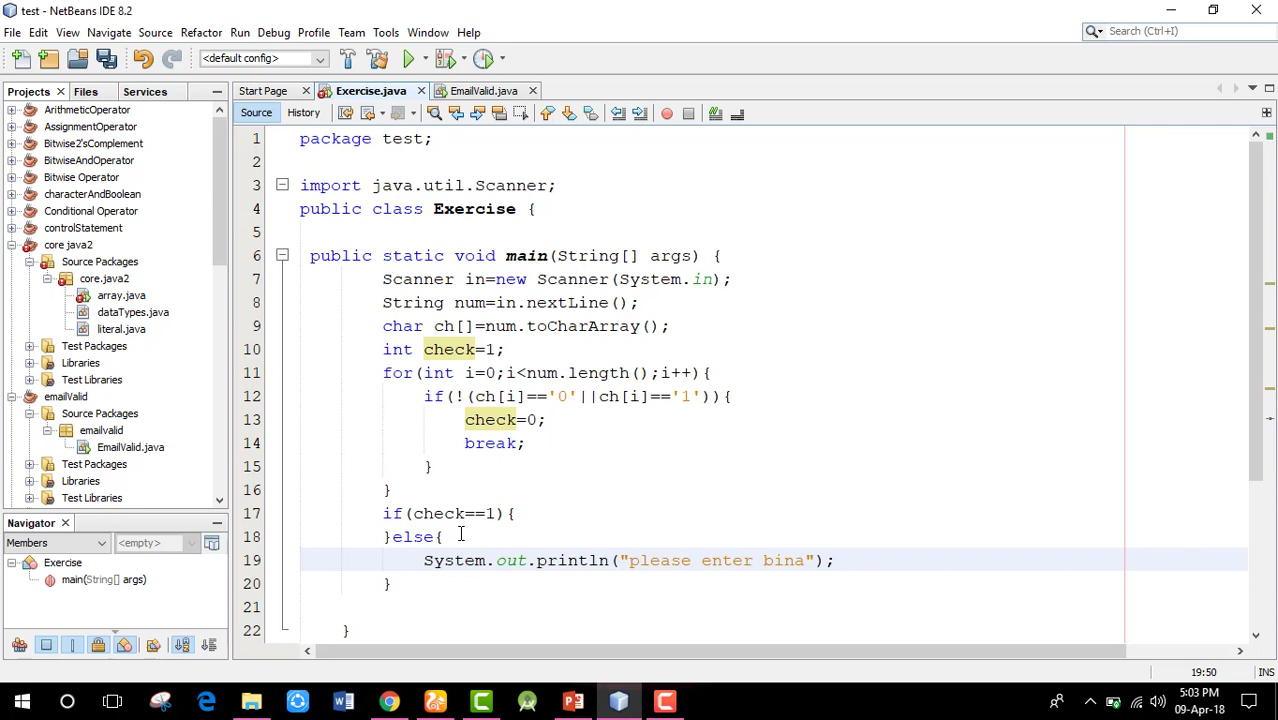 test - NetBeans IDE 8.2
File Edit View Navigate Source Refactor Run Debug Profile Team Tools Window Help
Search (Ctrl+I)
<default config>
Projects Files Services
Start Page Exercise.java EmailValid.java
Source History
ArithmeticOperator
AssignmentOperator
Bitwise2'sComplement
BitwiseAndOperator
Bitwise Operator
characterAndBoolean
Conditional Operator
controlStatement
core java2
Source Packages
core.java2
array.java
dataTypes.java
literal.java
Test Packages
Libraries
Test Libraries
emailValid
Source Packages
emailvalid
EmailValid.java
Test Packages
Libraries
Test Libraries
Navigator
Members <empty>
Exercise
main(String[] args)
1 package test;
2
3 import java.util.Scanner;
4 public class Exercise {
5
6 public static void main(String[] args) {
7 Scanner in=new Scanner(System.in);
8 String num=in.nextLine();
9 char ch[]=num.toCharArray();
10 int check=1;
11 for(int i=0;i<num.length();i++){
12 if(!(ch[i]=='0'||ch[i]=='1')){
13 check=0;
14 break;
15 }
16 }
17 if(check==1){
18 }else{
19 System.out.println("please enter bina");
20 }
21
22 }
19:50 INS
5:03 PM
09-Apr-18